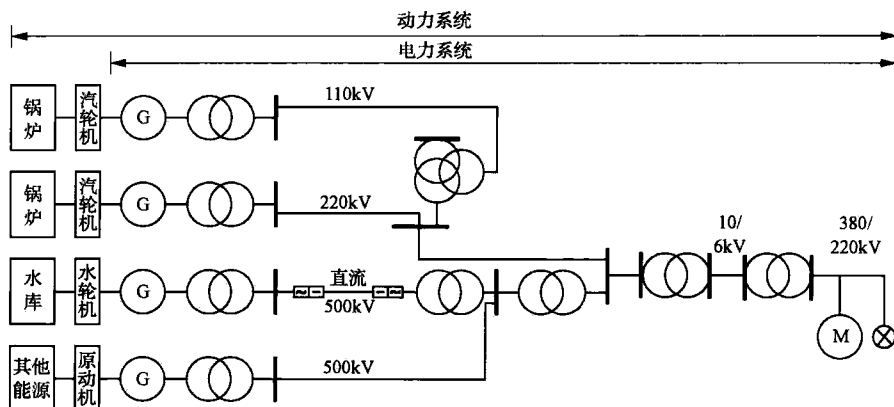 动力系统
电力系统
锅炉
汽轮机
G
110kV
锅炉
汽轮机
G
220kV
10/
6kV
380/
220kV
水库
水轮机
G
~
−
直流
500kV
−
~
M
其他
能源
原动机
G
500kV